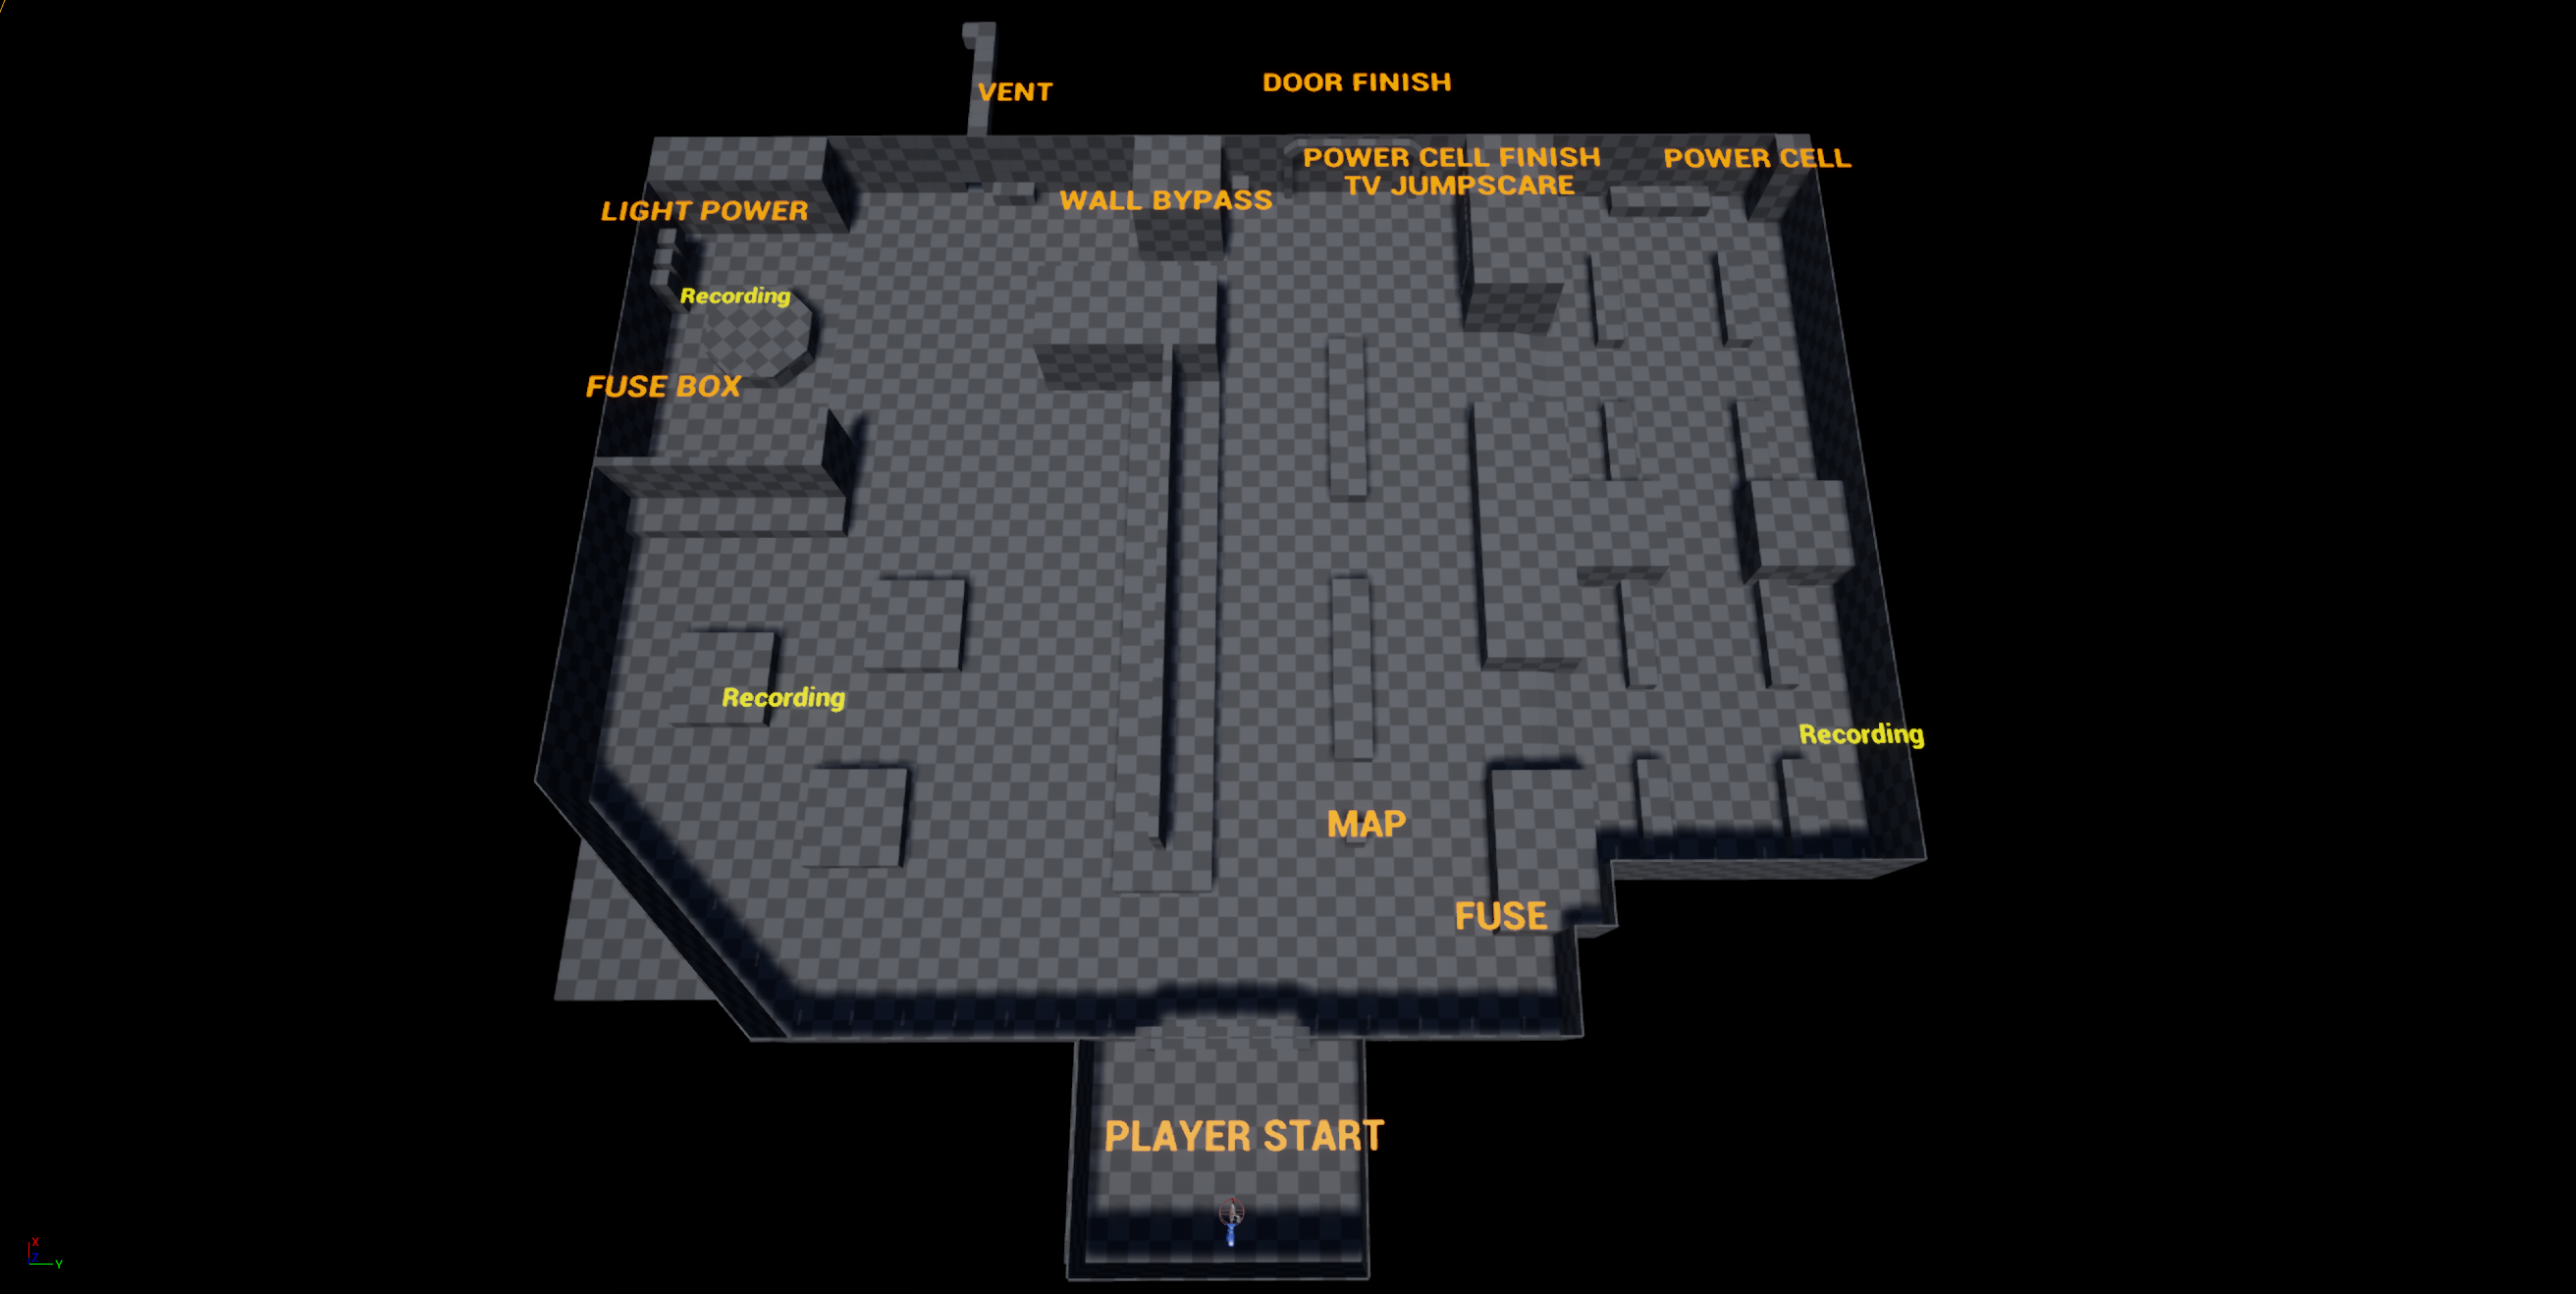 DOOR FINISH
VENT
POWER CELL FINISH
POWER CELL
TV JUMPSCARE
WALL BYPASS
LIGHT POWER
Recording
FUSE BOX
Recording
Recording
MAP
FUSE
PLAYER START
X
Z
Y